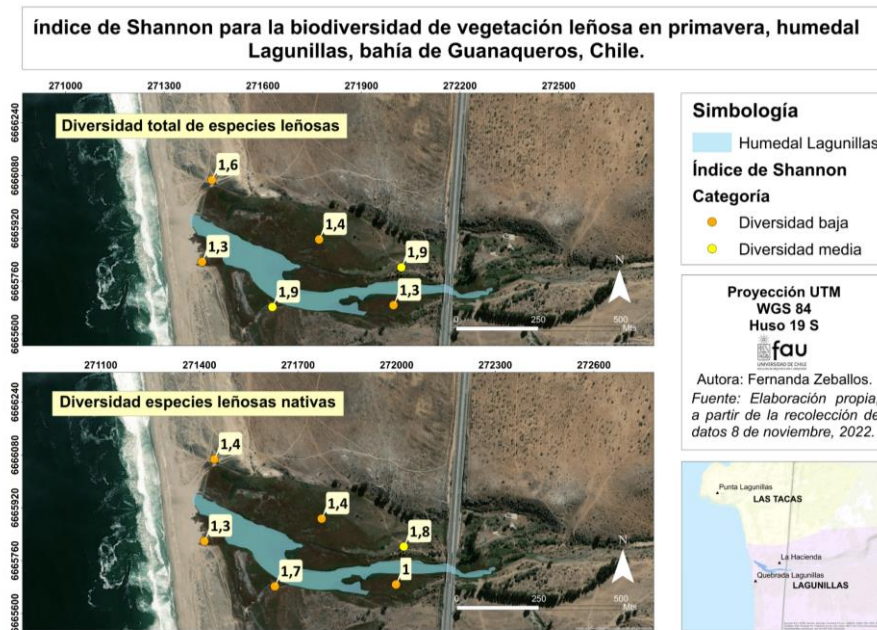 índice de Shannon para la biodiversidad de vegetación leñosa en primavera, humedal
Lagunillas, bahía de Guanaqueros, Chile.
271000 271300 271600 271900 272200 272500
6666240
6666080
6665920
6665760
6665600
Diversidad total de especies leñosas
1,6
1,4
1,3
1,9
1,9
1,3
0 250 500
Mts
271100 271400 271700 272000 272300 272600
6666240
6666080
6665920
6665760
6665600
Diversidad especies leñosas nativas
1,4
1,4
1,3
1,8
1,7
1
0 250 500
Mts
Simbología
Humedal Lagunillas
Índice de Shannon
Categoría
Diversidad baja
Diversidad media
Proyección UTM
WGS 84
Huso 19 S
fau
UNIVERSIDAD DE CHILE
Autora: Fernanda Zeballos.
Fuente: Elaboración propia,
a partir de la recolección de
datos 8 de noviembre, 2022.
Punta Lagunillas
LAS TACAS
La Hacienda
Quebrada Lagunillas
LAGUNILLAS